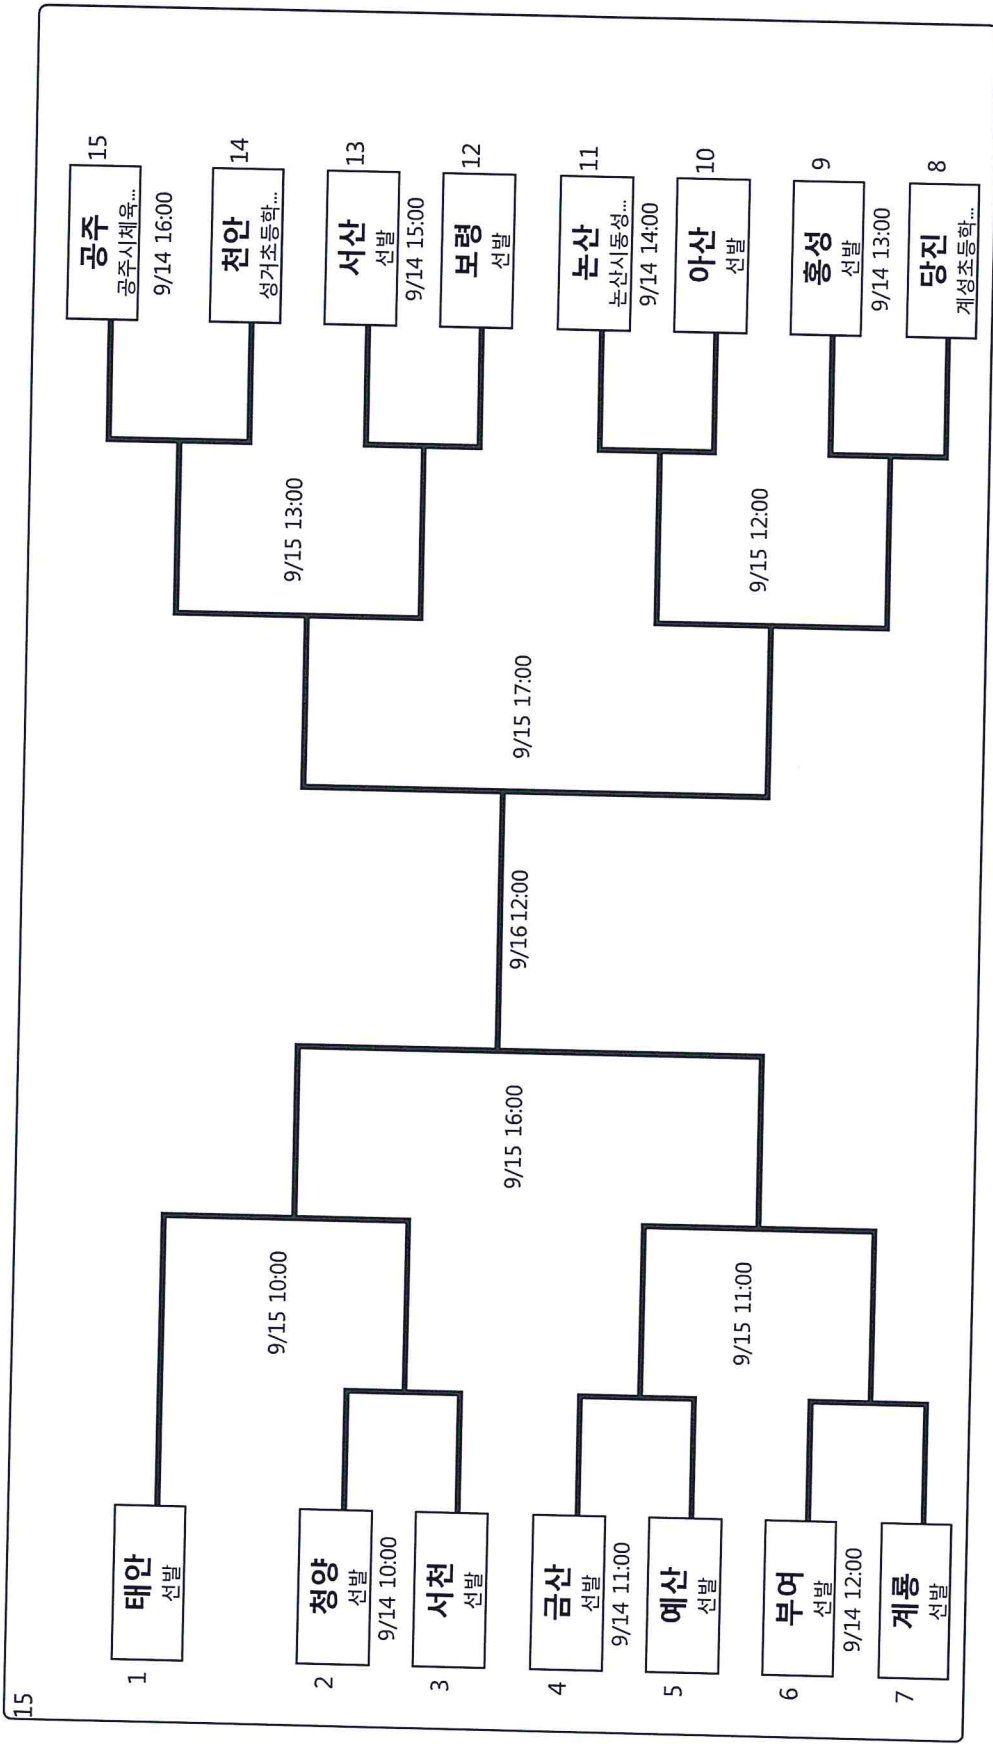 15
1
태안
선발
2
청양
선발
9/14 10:00
3
서천
선발
4
금산
선발
9/14 11:00
5
예산
선발
6
부여
선발
9/14 12:00
7
계룡
선발
9/15 10:00
9/15 11:00
9/15 16:00
9/16 12:00
9/15 17:00
9/15 13:00
9/15 12:00
15
공주
공주시체육...
9/14 16:00
14
천안
성거초등학...
13
서산
선발
9/14 15:00
12
보령
선발
11
논산
논산시동성...
9/14 14:00
10
아산
선발
9
홍성
선발
9/14 13:00
8
당진
계성초등학...